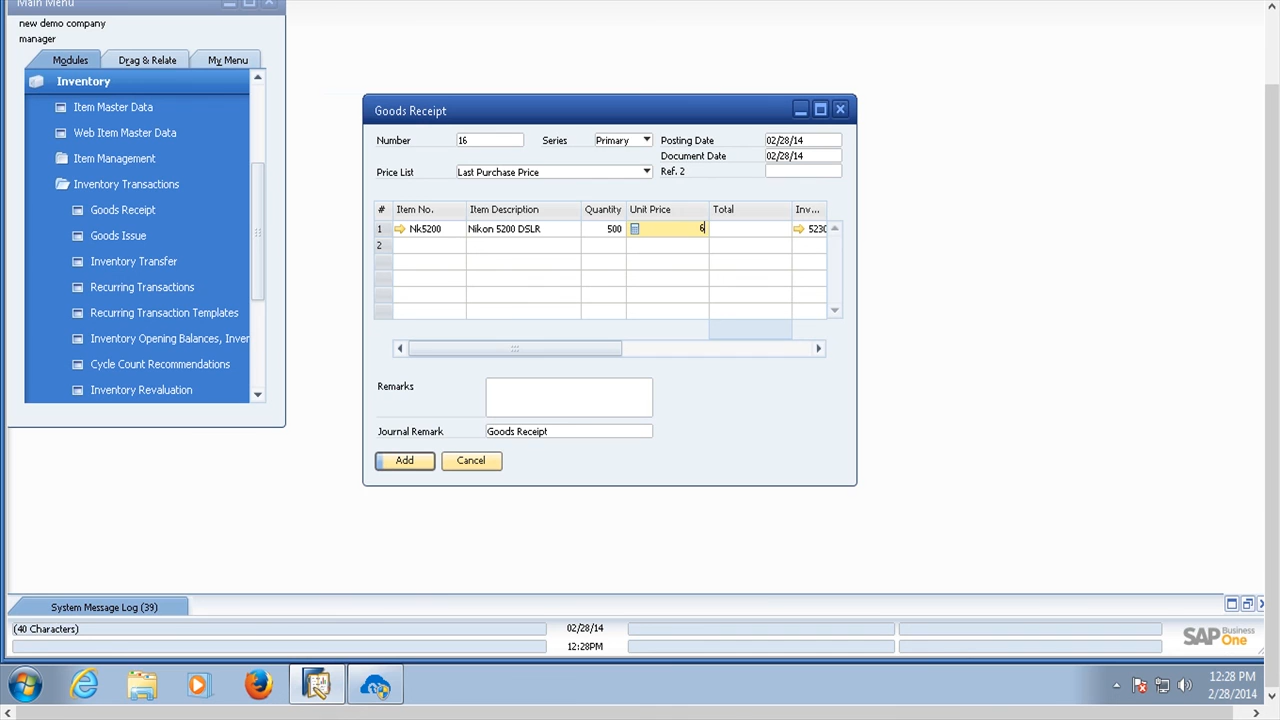 Main Menu
new demo company
manager
Modules Drag & Relate My Menu
Inventory
Item Master Data
Web Item Master Data
Item Management
Inventory Transactions
Goods Receipt
Goods Issue
Inventory Transfer
Recurring Transactions
Recurring Transaction Templates
Inventory Opening Balances, Inver
Cycle Count Recommendations
Inventory Revaluation
Goods Receipt
Number 16 Series Primary Posting Date 02/28/14
Document Date 02/28/14
Price List Last Purchase Price Ref. 2
# Item No. Item Description Quantity Unit Price Total Inv...
1 Nk5200 Nikon 5200 DSLR 500 6 5230
2
Remarks
Journal Remark Goods Receipt
Add Cancel
System Message Log (39)
(40 Characters) 02/28/14
12:28PM
SAP Business One
12:28 PM
2/28/2014